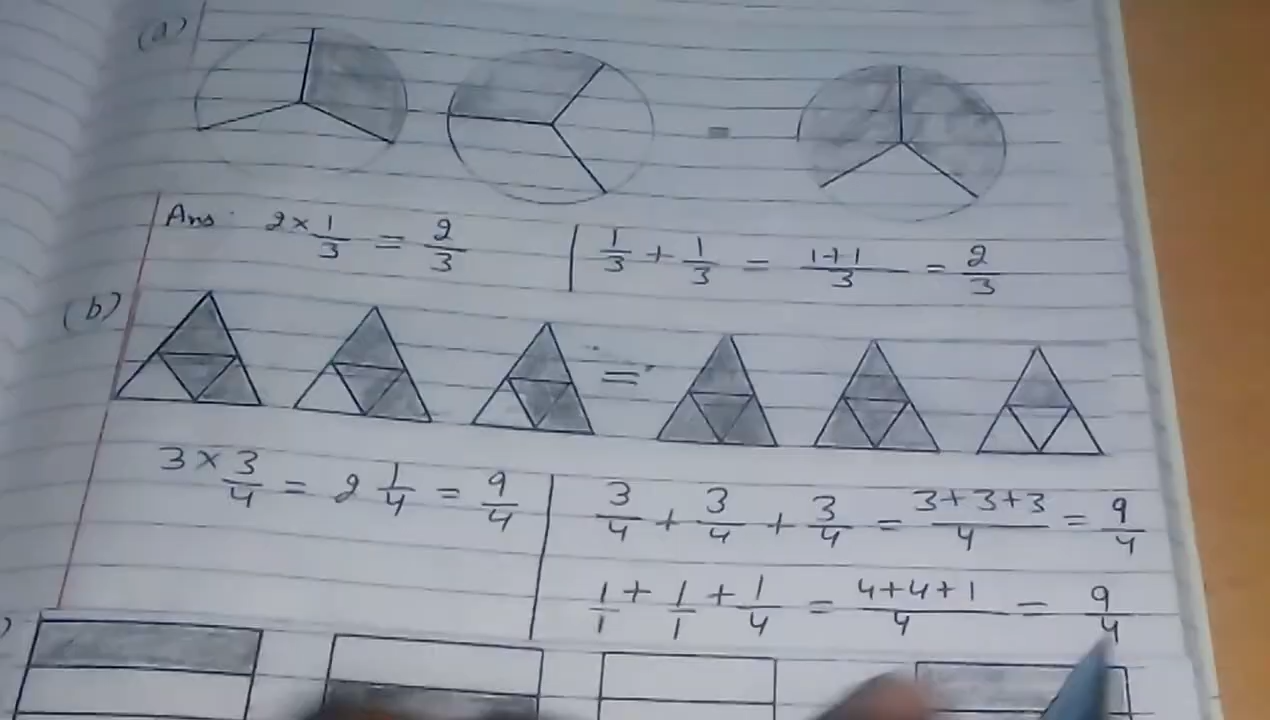 (a)
=
Ans: 2 × 1/3 = 2/3 | 1/3 + 1/3 = 1+1/3 = 2/3
(b)
=
3 × 3/4 = 2 1/4 = 9/4 | 3/4 + 3/4 + 3/4 = 3+3+3/4 = 9/4
1/1 + 1/1 + 1/4 = 4+4+1/4 = 9/4
)